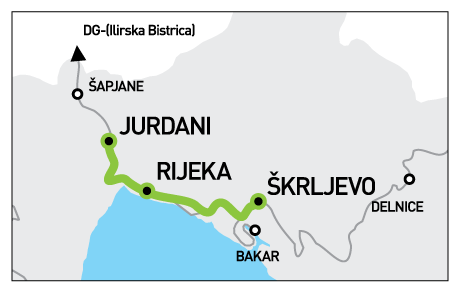 DG-(Ilirska Bistrica)
ŠAPJANE
JURDANI
RIJEKA
ŠKRLJEVO
DELNICE
BAKAR